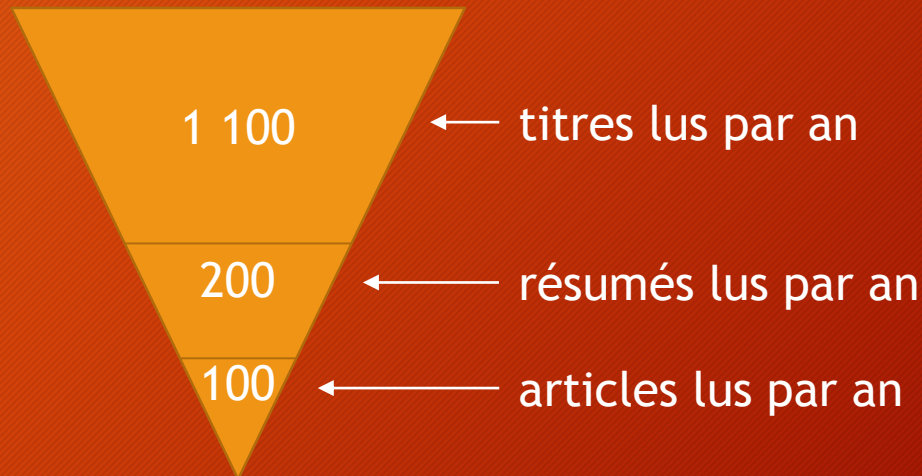 1 100 titres lus par an
200 résumés lus par an
100 articles lus par an